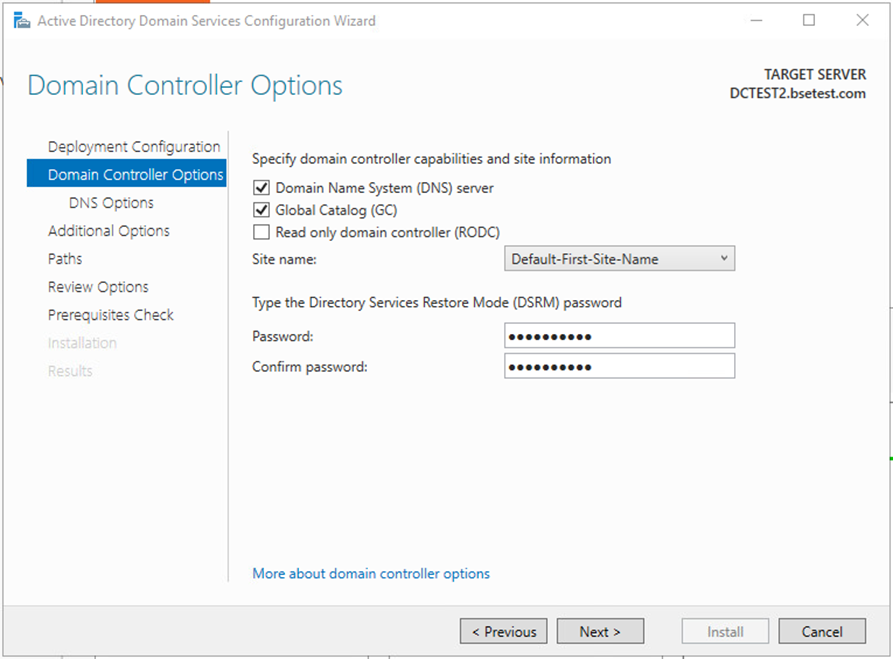 Active Directory Domain Services Configuration Wizard
Domain Controller Options
TARGET SERVER
DCTEST2.bsetest.com
Deployment Configuration
Domain Controller Options
DNS Options
Additional Options
Paths
Review Options
Prerequisites Check
Installation
Results
Specify domain controller capabilities and site information
Domain Name System (DNS) server
Global Catalog (GC)
Read only domain controller (RODC)
Site name: Default-First-Site-Name
Type the Directory Services Restore Mode (DSRM) password
Password: ●●●●●●●●●●
Confirm password: ●●●●●●●●●●
More about domain controller options
< Previous Next > Install Cancel